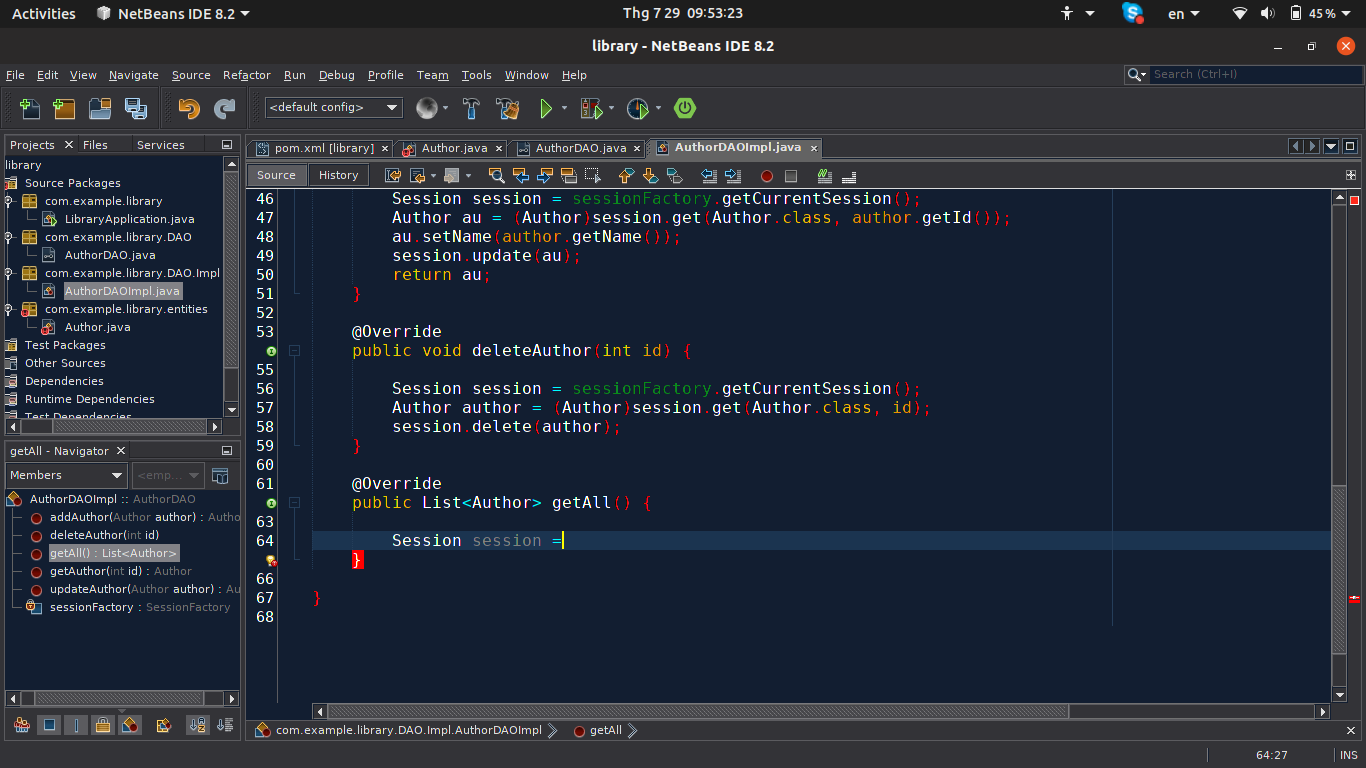 Activities NetBeans IDE 8.2 Thg 7 29 09:53:23 en 45%
library - NetBeans IDE 8.2
File Edit View Navigate Source Refactor Run Debug Profile Team Tools Window Help Search (Ctrl+I)
<default config>
Projects Files Services
library
Source Packages
com.example.library
LibraryApplication.java
com.example.library.DAO
AuthorDAO.java
com.example.library.DAO.Impl
AuthorDAOImpl.java
com.example.library.entities
Author.java
Test Packages
Other Sources
Dependencies
Runtime Dependencies
Test Dependencies
getAll - Navigator
Members <emp...
AuthorDAOImpl :: AuthorDAO
addAuthor(Author author) : Autho
deleteAuthor(int id)
getAll() : List<Author>
getAuthor(int id) : Author
updateAuthor(Author author) : Au
sessionFactory : SessionFactory
pom.xml [library] Author.java AuthorDAO.java AuthorDAOImpl.java
Source History
46 Session session = sessionFactory.getCurrentSession();
47 Author au = (Author)session.get(Author.class, author.getId());
48 au.setName(author.getName());
49 session.update(au);
50 return au;
51 }
52
53 @Override
public void deleteAuthor(int id) {
55
56 Session session = sessionFactory.getCurrentSession();
57 Author author = (Author)session.get(Author.class, id);
58 session.delete(author);
59 }
60
61 @Override
public List<Author> getAll() {
63
64 Session session =
}
66
67 }
68
com.example.library.DAO.Impl.AuthorDAOImpl getAll
64:27 INS